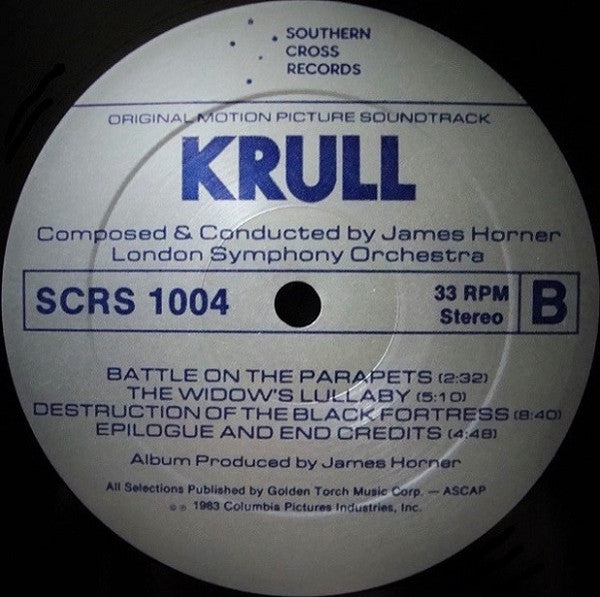 SOUTHERN
CROSS
RECORDS
ORIGINAL MOTION PICTURE SOUNDTRACK
KRULL
Composed & Conducted by James Horner
London Symphony Orchestra
SCRS 1004
33 RPM
Stereo
B
BATTLE ON THE PARAPETS (2:32)
THE WIDOW'S LULLABY (5:10)
DESTRUCTION OF THE BLACK FORTRESS (8:40)
EPILOGUE AND END CREDITS (4:48)
Album Produced by James Horner
All Selections Published by Golden Torch Music Corp. — ASCAP
© ℗ 1983 Columbia Pictures Industries, Inc.